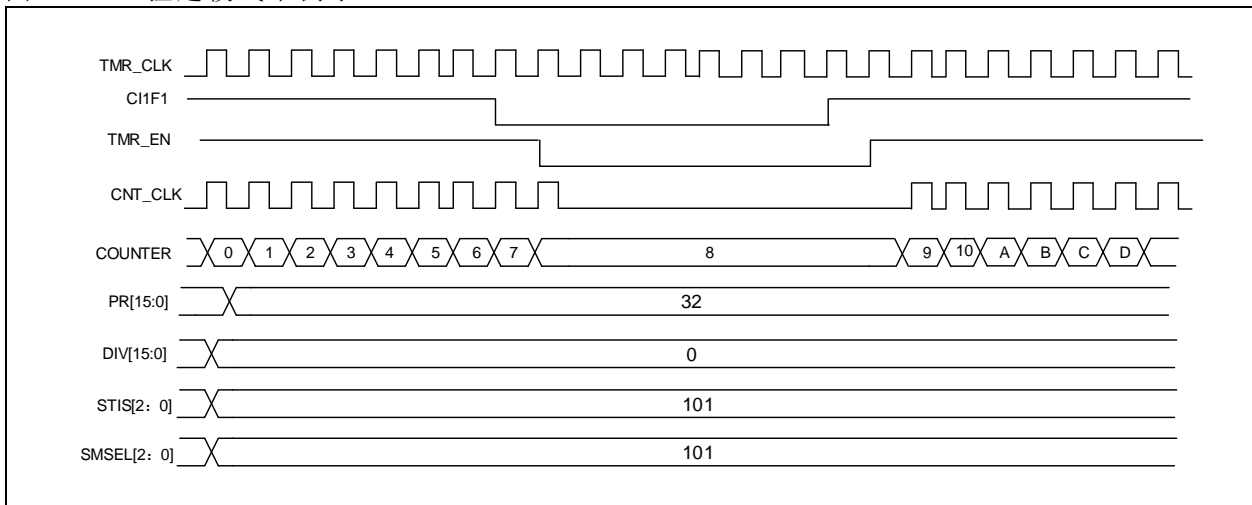 TMR_CLK
CI1F1
TMR_EN
CNT_CLK
COUNTER 0 1 2 3 4 5 6 7 8 9 10 A B C D
PR[15:0] 32
DIV[15:0] 0
STIS[2：0] 101
SMSEL[2：0] 101